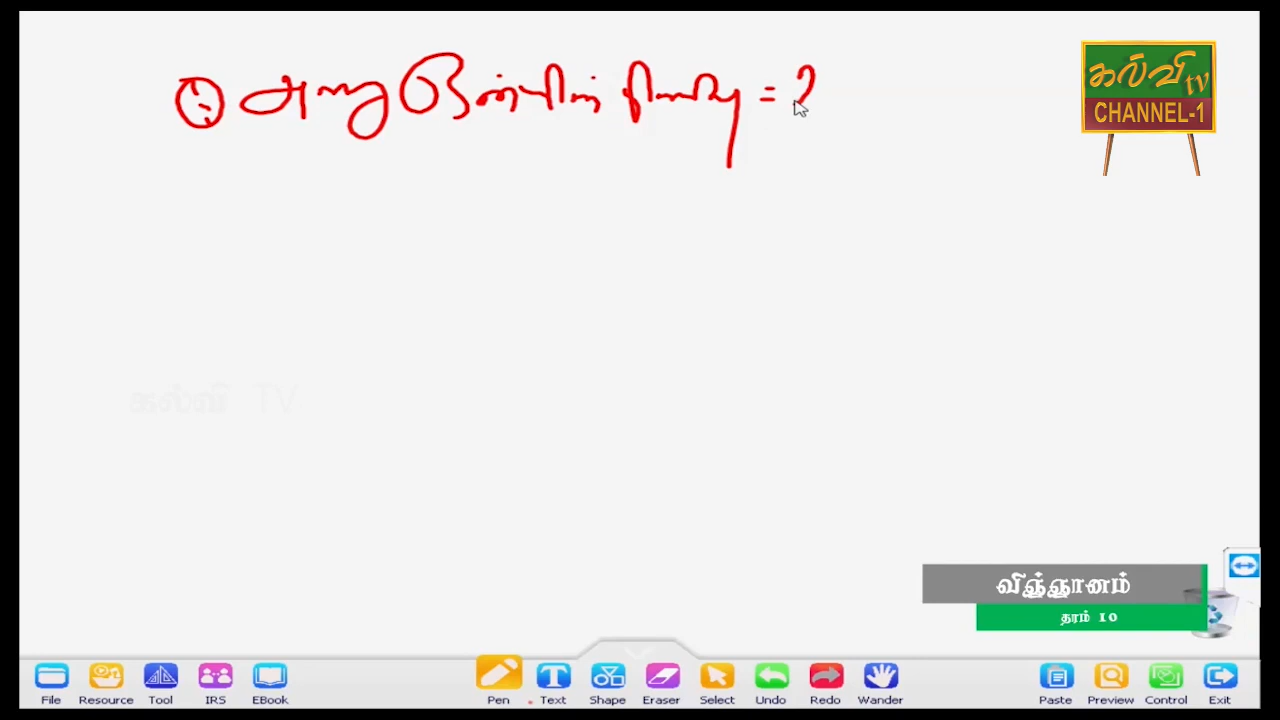 = ?
கல்வி TV
CHANNEL-1
கல்வி TV
விஞ்ஞானம்
தரம் 10
File Resource Tool IRS EBook Pen Text Shape Eraser Select Undo Redo Wander Paste Preview Control Exit